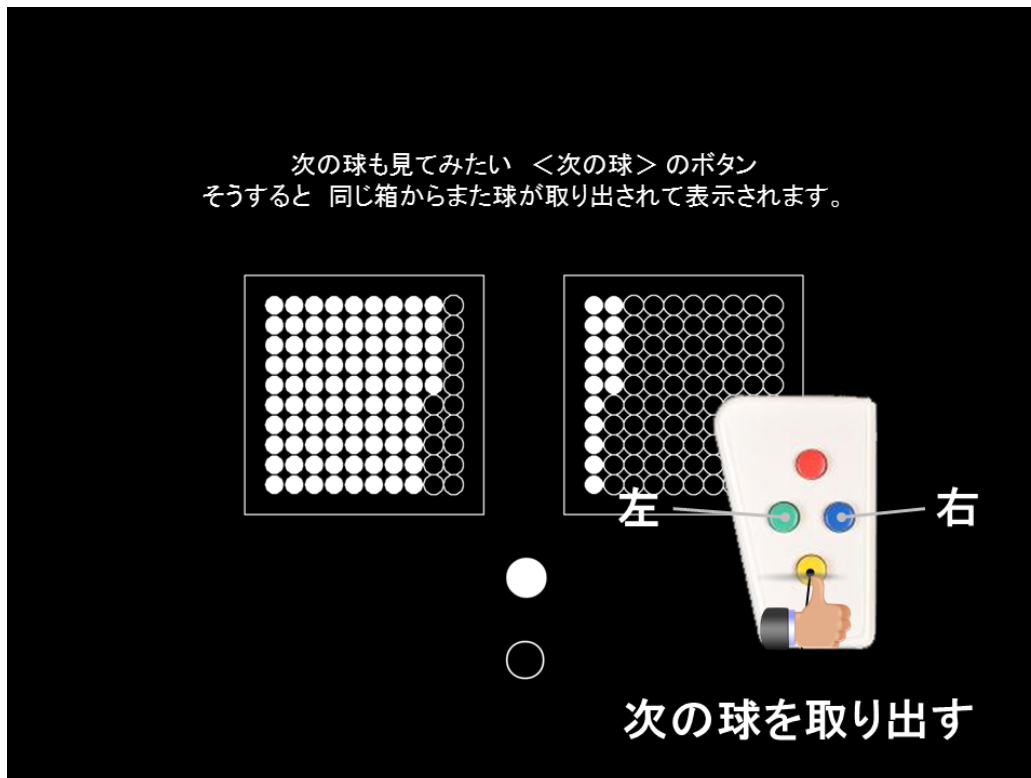 次の球も見てみたい　＜次の球＞ のボタン
そうすると　同じ箱からまた球が取り出されて表示されます。
左
右
次の球を取り出す